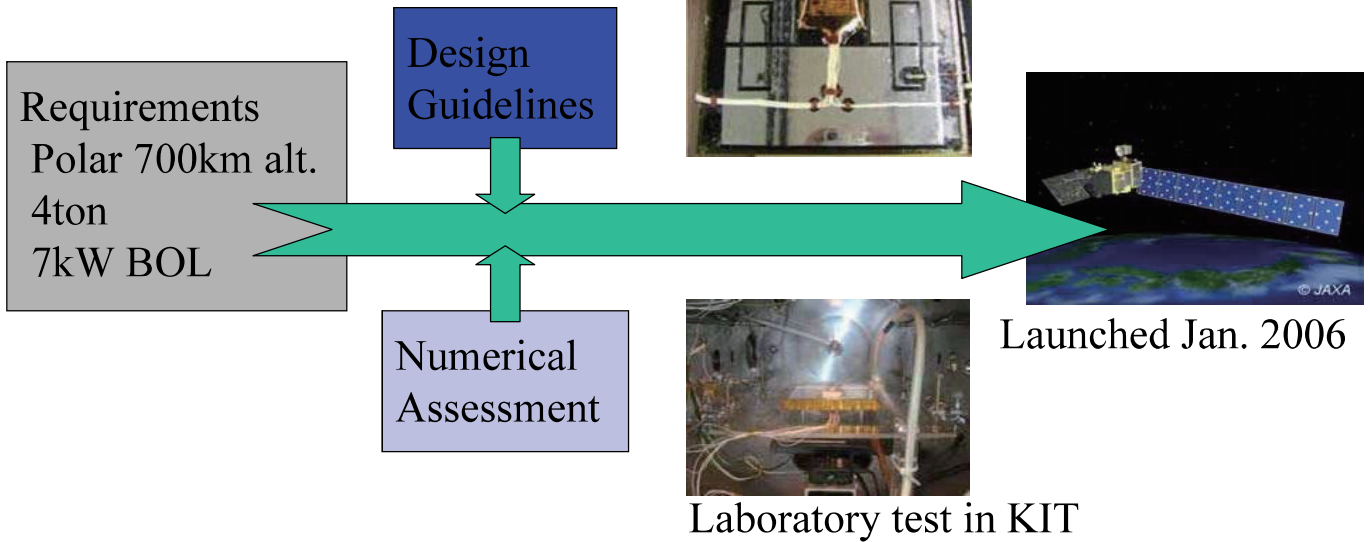 Requirements
Polar 700km alt.
4ton
7kW BOL
Design
Guidelines
Numerical
Assessment
© JAXA
Launched Jan. 2006
Laboratory test in KIT